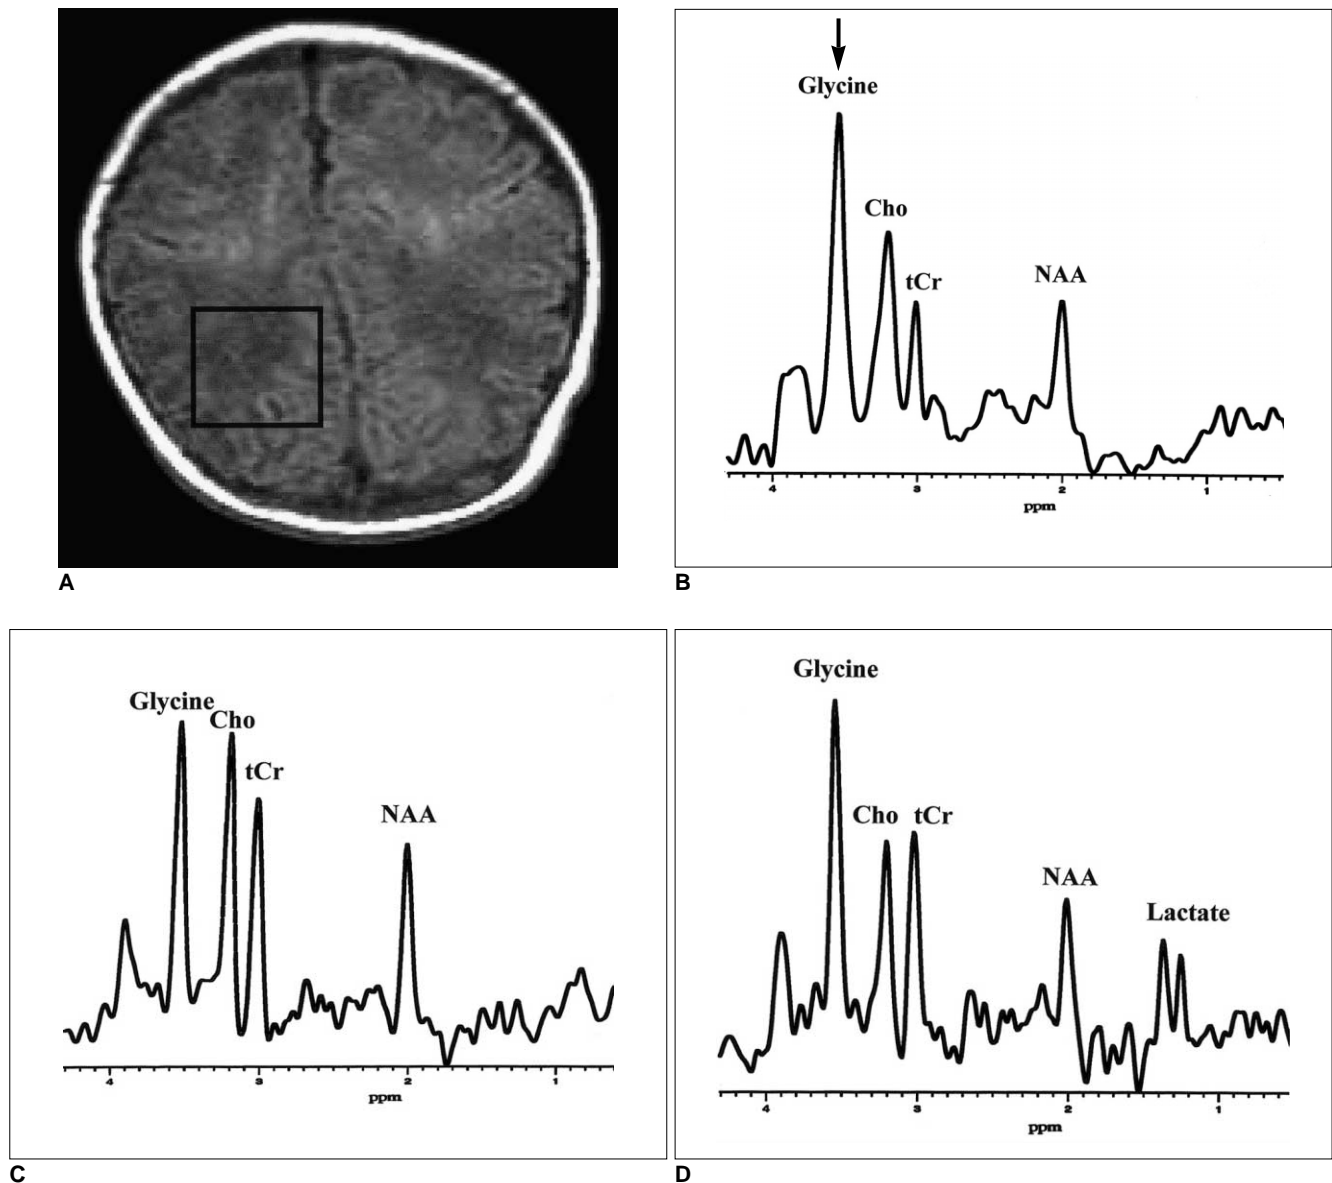 Glycine
Cho
tCr
NAA
4 3 2 1
ppm
A
B
Glycine
Cho
tCr
NAA
4 3 2 1
ppm
Glycine
Cho tCr
NAA
Lactate
4 3 2 1
ppm
C
D